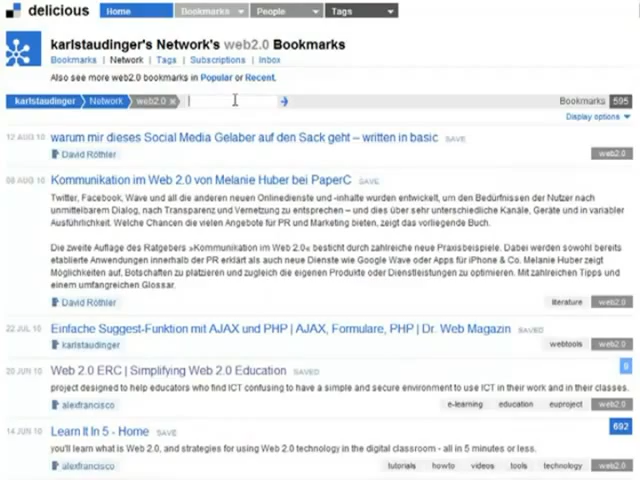 delicious Home Bookmarks People Tags
karlstaudinger's Network's web2.0 Bookmarks
Bookmarks | Network | Tags | Subscriptions | Inbox
Also see more web2.0 bookmarks in Popular or Recent.
karlstaudinger Network web2.0 × Bookmarks 595
Display options
12 AUG 10 warum mir dieses Social Media Gelaber auf den Sack geht – written in basic SAVE
David Röthler web2.0
08 AUG 10 Kommunikation im Web 2.0 von Melanie Huber bei PaperC SAVE
Twitter, Facebook, Wave und all die anderen neuen Onlinedienste und -inhalte wurden entwickelt, um den Bedürfnissen der Nutzer nach
unmittelbarem Dialog, nach Transparenz und Vernetzung zu entsprechen – und dies über sehr unterschiedliche Kanäle, Geräte und in variabler
Ausführlichkeit. Welche Chancen die vielen Angebote für PR und Marketing bieten, zeigt das vorliegende Buch.
Die zweite Auflage des Ratgebers »Kommunikation im Web 2.0« besticht durch zahlreiche neue Praxisbeispiele. Dabei werden sowohl bereits
etablierte Anwendungen innerhalb der PR erklärt als auch neue Dienste wie Google Wave oder Apps für iPhone & Co. Melanie Huber zeigt
Möglichkeiten auf, Botschaften zu platzieren und zugleich die eigenen Produkte oder Dienstleistungen zu optimieren. Mit zahlreichen Tipps und
einem umfangreichen Glossar.
David Röthler literature web2.0
22 JUL 10 Einfache Suggest-Funktion mit AJAX und PHP | AJAX, Formulare, PHP | Dr. Web Magazin SAVED
karlstaudinger webtools web2.0
20 JUN 10 Web 2.0 ERC | Simplifying Web 2.0 Education SAVED
project designed to help educators who find ICT confusing to have a simple and secure environment to use ICT in their work and in their classes.
alexfrancisco e-learning education euproject web2.0
14 JUN 10 Learn It In 5 - Home SAVE 692
you'll learn what is Web 2.0, and strategies for using Web 2.0 technology in the digital classroom - all in 5 minutes or less.
alexfrancisco tutorials howto videos tools technology web2.0